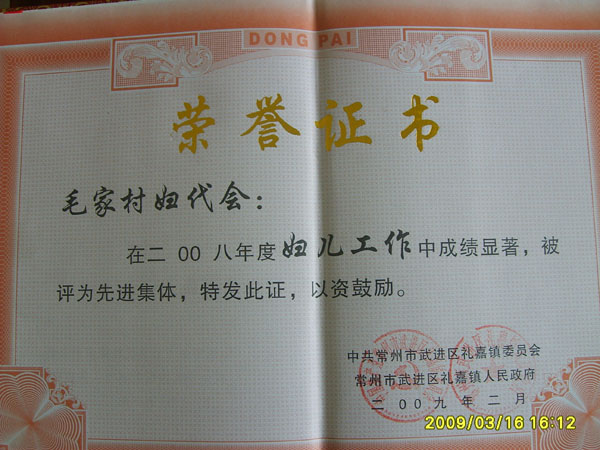 DONG PAI
荣誉证书
毛家村妇代会：
在二 00 八年度妇儿工作中成绩显著，被
评为先进集体，特发此证，以资鼓励。
中共常州市武进区礼嘉镇委员会
常州市武进区礼嘉镇人民政府
二 00 九 年 二 月
2009/03/16 16:12